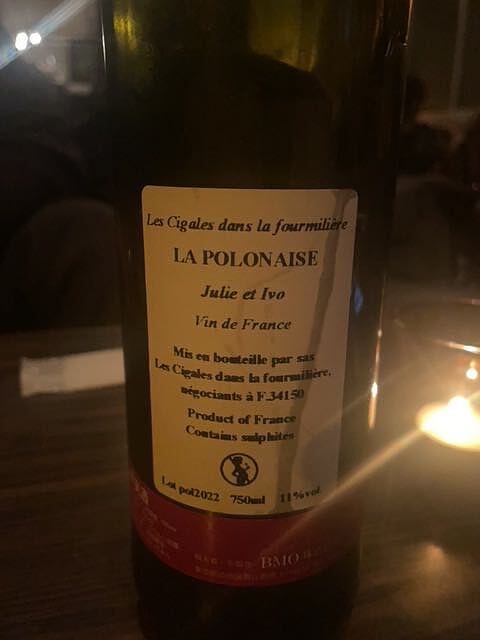 Les Cigales dans la fourmilière
LA POLONAISE
Julie et Ivo
Vin de France
Mis en bouteille par sas
Les Cigales dans la fourmilière,
négociants à F.34150
Product of France
Contains sulphites
Lot pol2022 750ml 11%vol
BMO